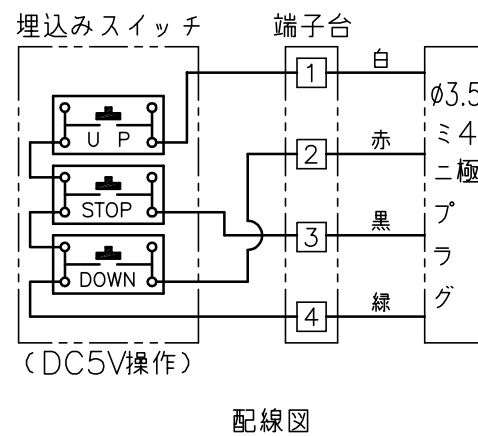 埋込みスイッチ 端子台
1 白
UP
2 赤
STOP
3 黒
DOWN
4 緑
φ3.5
ミ4
ニ極
プ
ラ
グ
(DC5V操作)
配線図